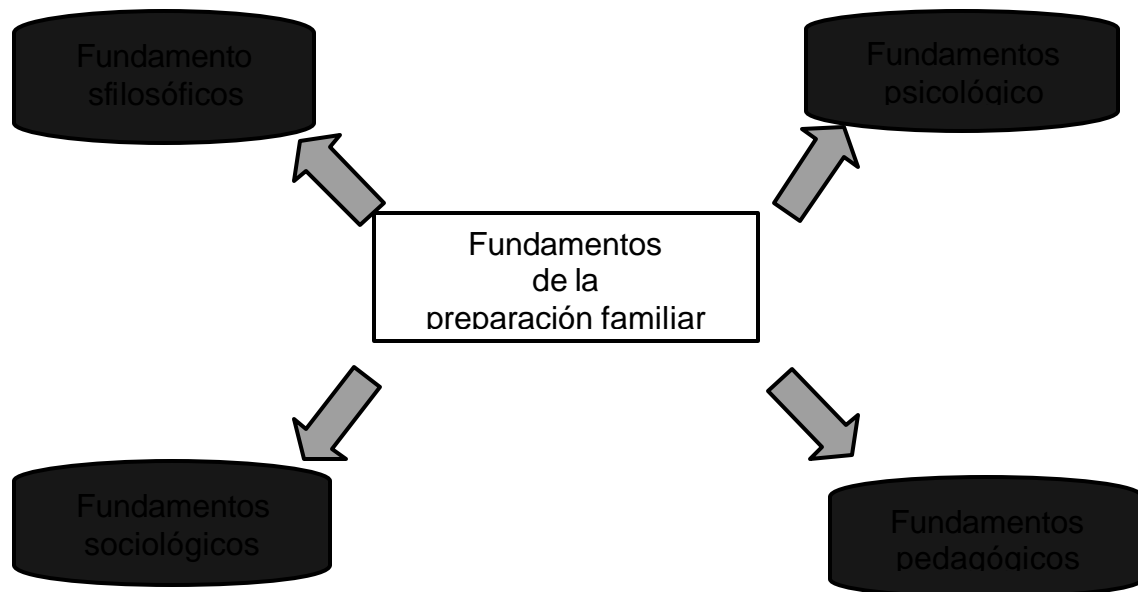 Fundamento
sfilosóficos
Fundamentos
psicológico
Fundamentos
de la
preparación familiar
Fundamentos
sociológicos
Fundamentos
pedagógicos